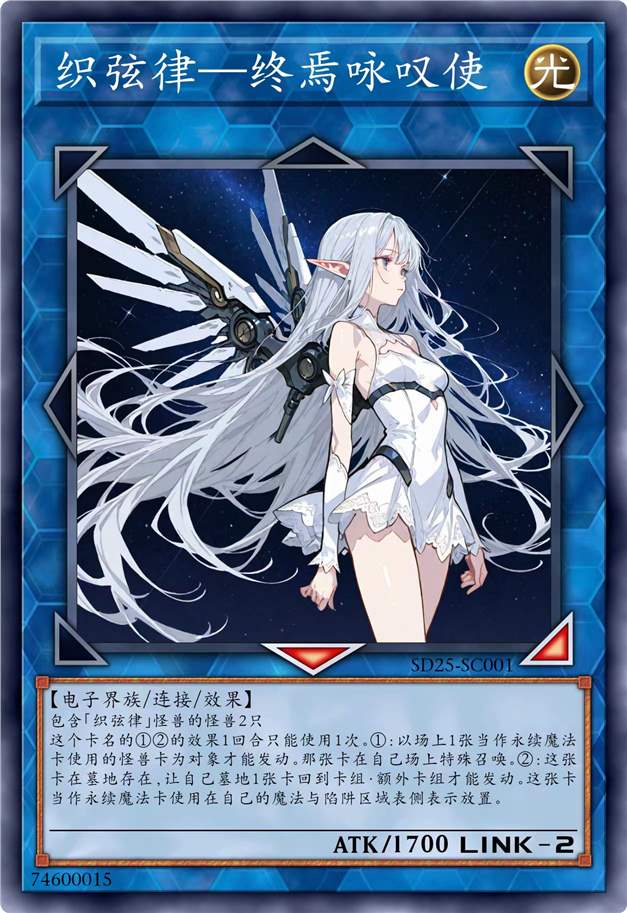 织弦律—终焉咏叹使
光
SD25-SC001
【电子界族/连接/效果】
包含「织弦律」怪兽的怪兽2只
这个卡名的①②的效果1回合只能使用1次。①:以场上1张当作永续魔法
卡使用的怪兽卡为对象才能发动。那张卡在自己场上特殊召唤。②:这张
卡在墓地存在,让自己墓地1张卡回到卡组·额外卡组才能发动。这张卡
当作永续魔法卡使用在自己的魔法与陷阱区域表侧表示放置。
ATK/1700 LINK-2
74600015